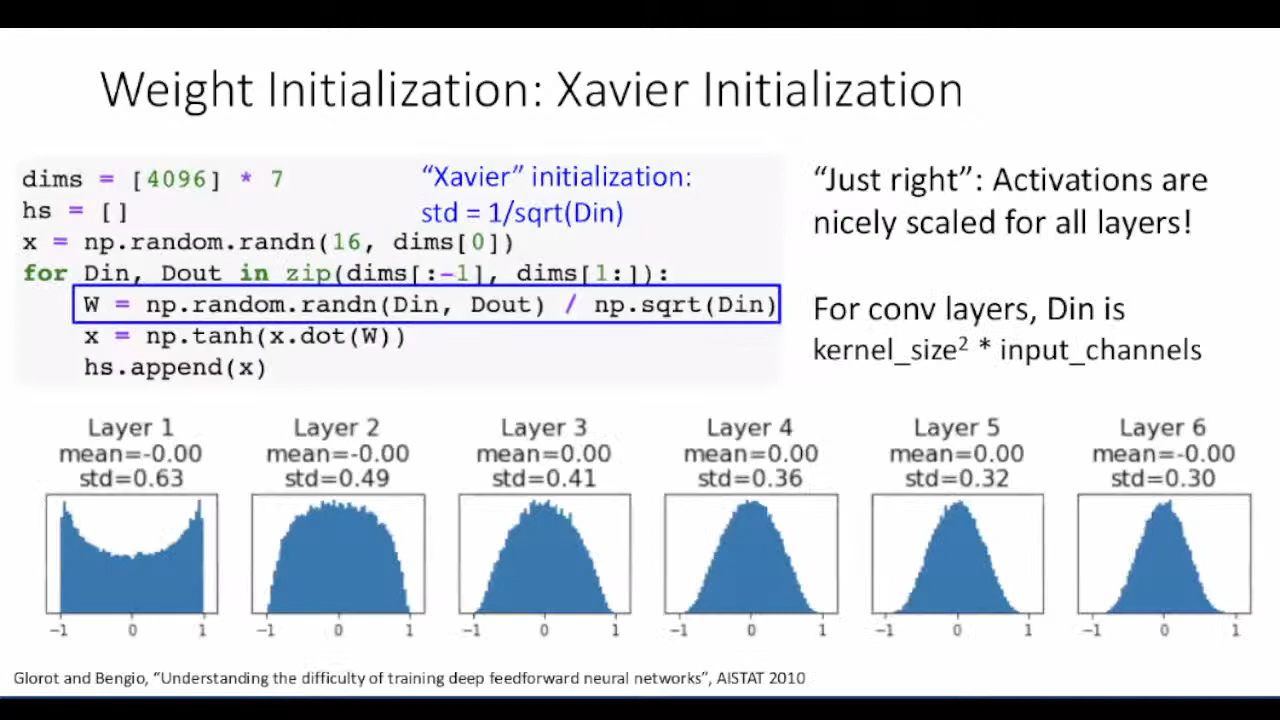 Weight Initialization: Xavier Initialization
dims = [4096] * 7
hs = []
x = np.random.randn(16, dims[0])
for Din, Dout in zip(dims[:-1], dims[1:]):
W = np.random.randn(Din, Dout) / np.sqrt(Din)
x = np.tanh(x.dot(W))
hs.append(x)
“Xavier” initialization:
std = 1/sqrt(Din)
“Just right”: Activations are
nicely scaled for all layers!
For conv layers, Din is
kernel_size² * input_channels
Layer 1
mean=-0.00
std=0.63
-1 0 1
Layer 2
mean=-0.00
std=0.49
-1 0 1
Layer 3
mean=0.00
std=0.41
-1 0 1
Layer 4
mean=0.00
std=0.36
-1 0 1
Layer 5
mean=0.00
std=0.32
-1 0 1
Layer 6
mean=-0.00
std=0.30
-1 0 1
Glorot and Bengio, “Understanding the difficulty of training deep feedforward neural networks”, AISTAT 2010